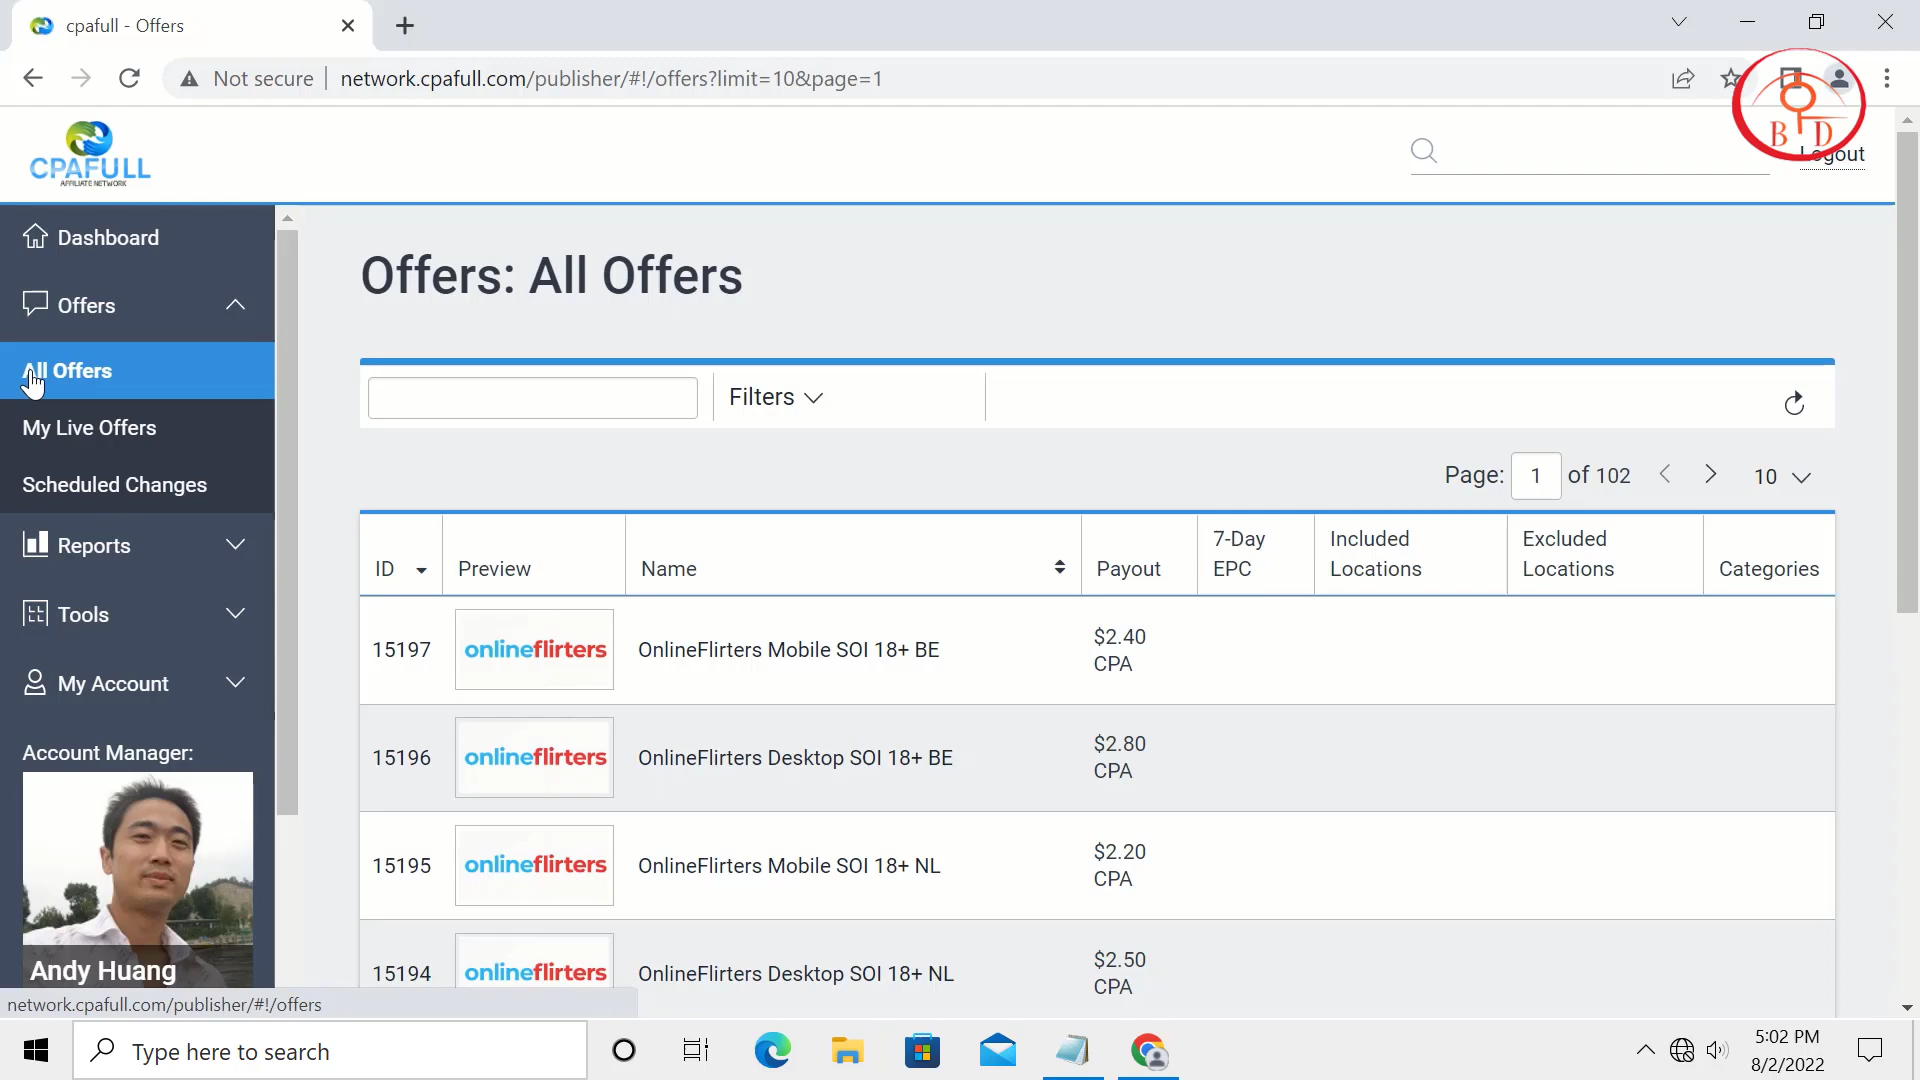 cpafull - Offers
Not secure
network.cpafull.com/publisher/#!/offers?limit=10&page=1
B D
CPAFULL
AFFILIATE NETWORK
Logout
Dashboard
Offers
All Offers
My Live Offers
Scheduled Changes
Reports
Tools
My Account
Account Manager:
Andy Huang
network.cpafull.com/publisher/#!/offers
Offers: All Offers
Filters
Page: 1 of 102 10
ID Preview Name Payout 7-Day EPC Included Locations Excluded Locations Categories
15197 onlineflirters OnlineFlirters Mobile SOI 18+ BE $2.40 CPA
15196 onlineflirters OnlineFlirters Desktop SOI 18+ BE $2.80 CPA
15195 onlineflirters OnlineFlirters Mobile SOI 18+ NL $2.20 CPA
15194 onlineflirters OnlineFlirters Desktop SOI 18+ NL $2.50 CPA
Type here to search
5:02 PM
8/2/2022